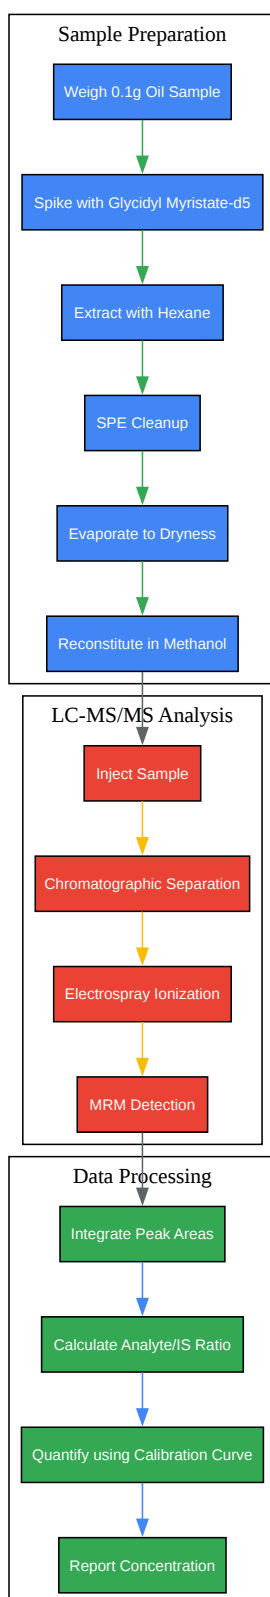 Sample Preparation
Weigh 0.1g Oil Sample
Spike with Glycidyl Myristate-d5
Extract with Hexane
SPE Cleanup
Evaporate to Dryness
Reconstitute in Methanol
LC-MS/MS Analysis
Inject Sample
Chromatographic Separation
Electrospray Ionization
MRM Detection
Data Processing
Integrate Peak Areas
Calculate Analyte/IS Ratio
Quantify using Calibration Curve
Report Concentration